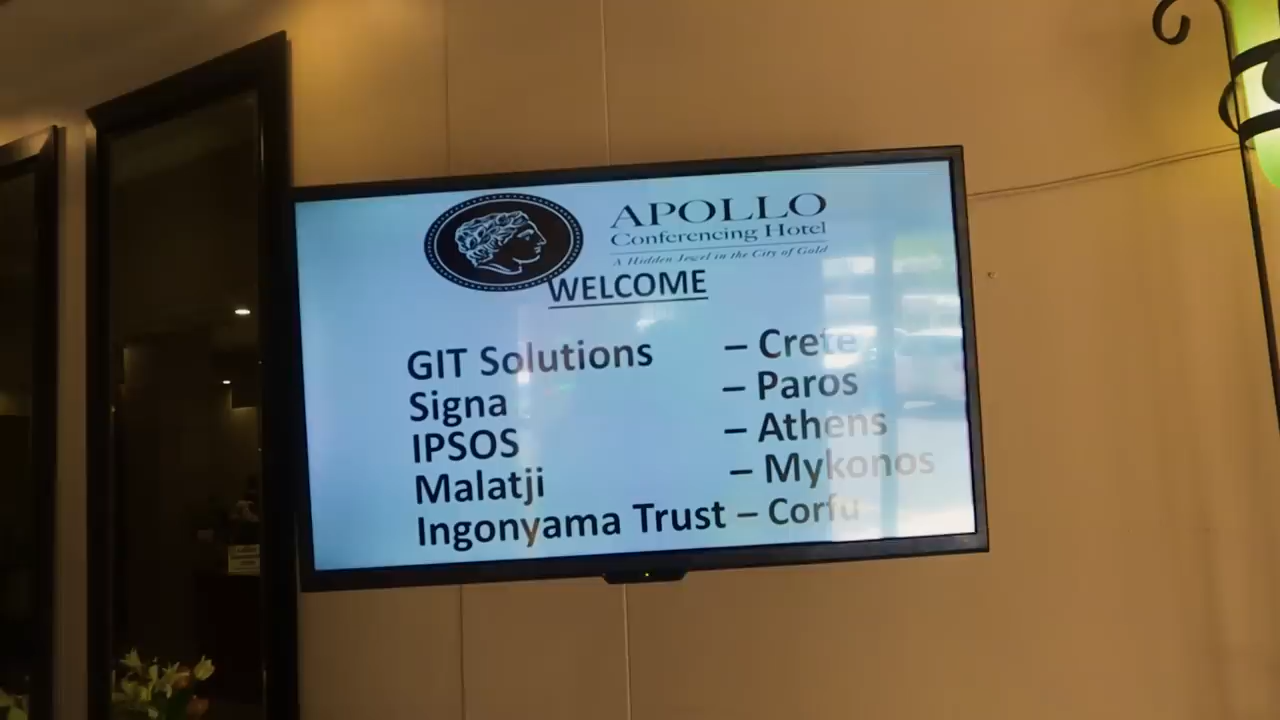 APOLLO
Conferencing Hotel
A Hidden Jewel in the City of Gold
WELCOME
GIT Solutions – Crete
Signa – Paros
IPSOS – Athens
Malatji – Mykonos
Ingonyama Trust – Corfu